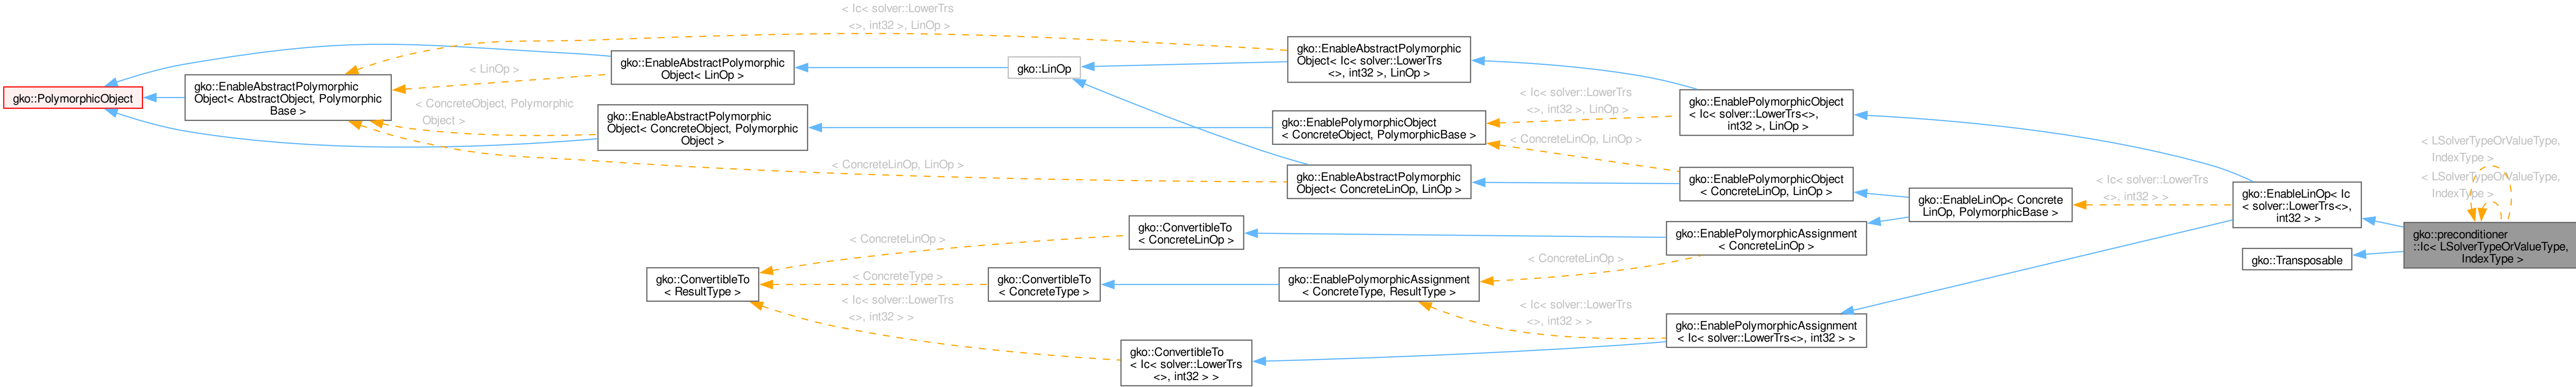 gko::PolymorphicObject
gko::EnableAbstractPolymorphic
Object< AbstractObject, Polymorphic
Base >
< LinOp >
< ConcreteObject, Polymorphic
Object >
gko::EnableAbstractPolymorphic
Object< LinOp >
gko::EnableAbstractPolymorphic
Object< ConcreteObject, Polymorphic
Object >
gko::ConvertibleTo
< ResultType >
< Ic< solver::LowerTrs
<>, int32 >, LinOp >
< ConcreteLinOp, LinOp >
< ConcreteLinOp >
< ConcreteType >
< Ic< solver::LowerTrs
<>, int32 > >
gko::LinOp
gko::ConvertibleTo
< ConcreteLinOp >
gko::ConvertibleTo
< ConcreteType >
gko::ConvertibleTo
< Ic< solver::LowerTrs
<>, int32 > >
gko::EnableAbstractPolymorphic
Object< Ic< solver::LowerTrs
<>, int32 >, LinOp >
gko::EnablePolymorphicObject
< ConcreteObject, PolymorphicBase >
gko::EnableAbstractPolymorphic
Object< ConcreteLinOp, LinOp >
gko::EnablePolymorphicAssignment
< ConcreteType, ResultType >
< Ic< solver::LowerTrs
<>, int32 >, LinOp >
< ConcreteLinOp, LinOp >
< ConcreteLinOp >
< Ic< solver::LowerTrs
<>, int32 > >
gko::EnablePolymorphicObject
< Ic< solver::LowerTrs<>,
int32 >, LinOp >
gko::EnablePolymorphicObject
< ConcreteLinOp, LinOp >
gko::EnablePolymorphicAssignment
< ConcreteLinOp >
gko::EnablePolymorphicAssignment
< Ic< solver::LowerTrs<>, int32 > >
gko::EnableLinOp< Concrete
LinOp, PolymorphicBase >
< Ic< solver::LowerTrs
<>, int32 > >
gko::EnableLinOp< Ic
< solver::LowerTrs<>,
int32 > >
gko::Transposable
< LSolverTypeOrValueType,
IndexType >
< LSolverTypeOrValueType,
IndexType >
gko::preconditioner
::Ic< LSolverTypeOrValueType,
IndexType >